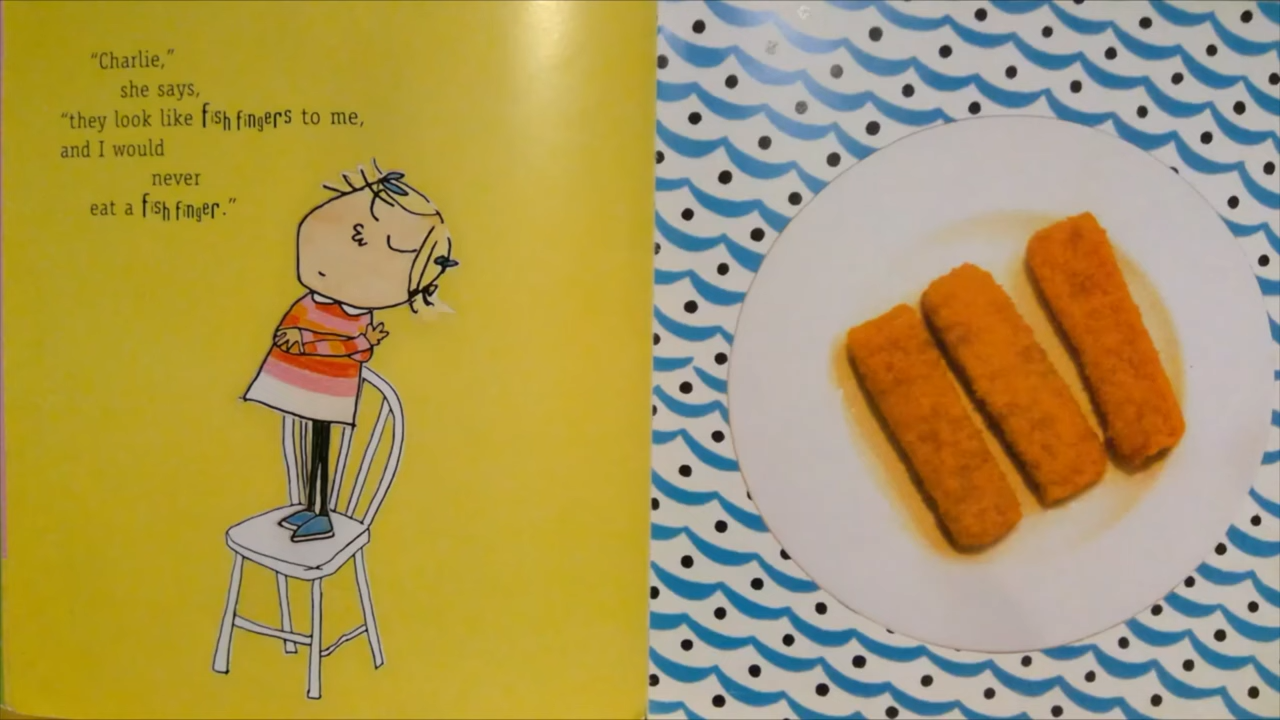 “Charlie,”
she says,
“they look like fish fingers to me,
and I would
never
eat a fish finger.”